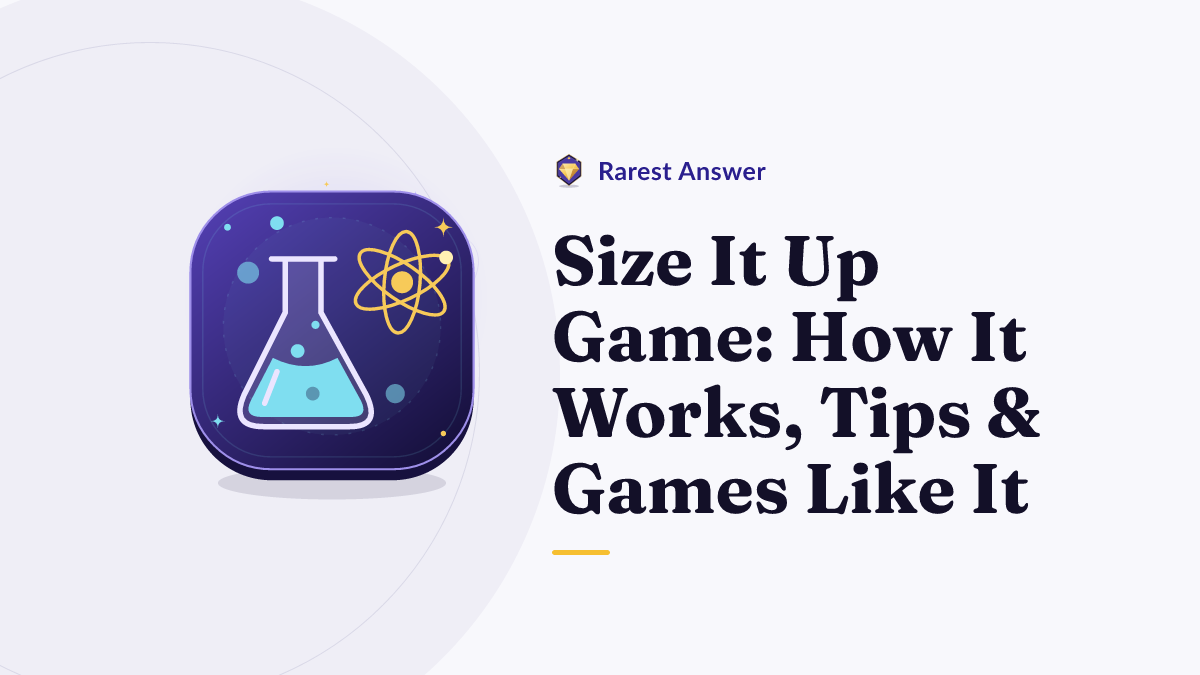 Rarest Answer
Size It Up
Game: How It
Works, Tips &
Games Like It